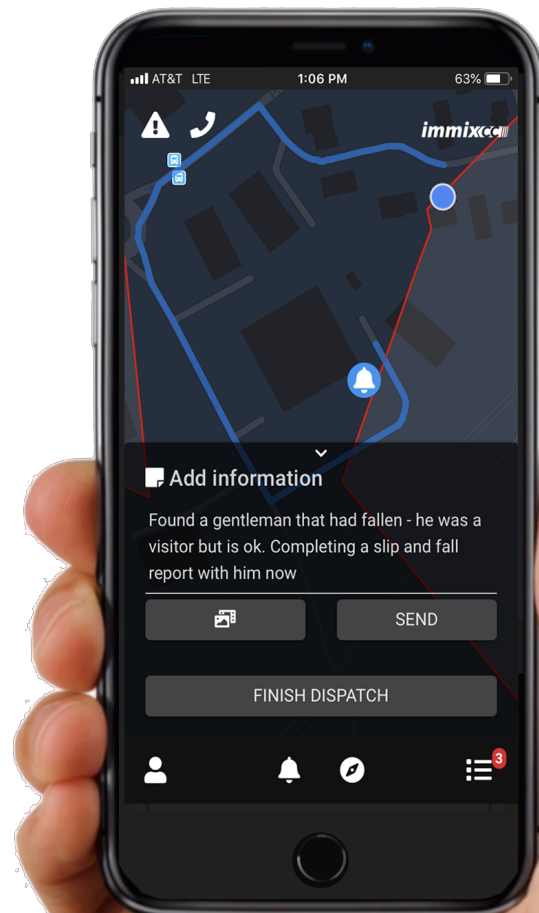 AT&T LTE 1:06 PM 63%
immixcc
Add information
Found a gentleman that had fallen - he was a
visitor but is ok. Completing a slip and fall
report with him now
SEND
FINISH DISPATCH
3